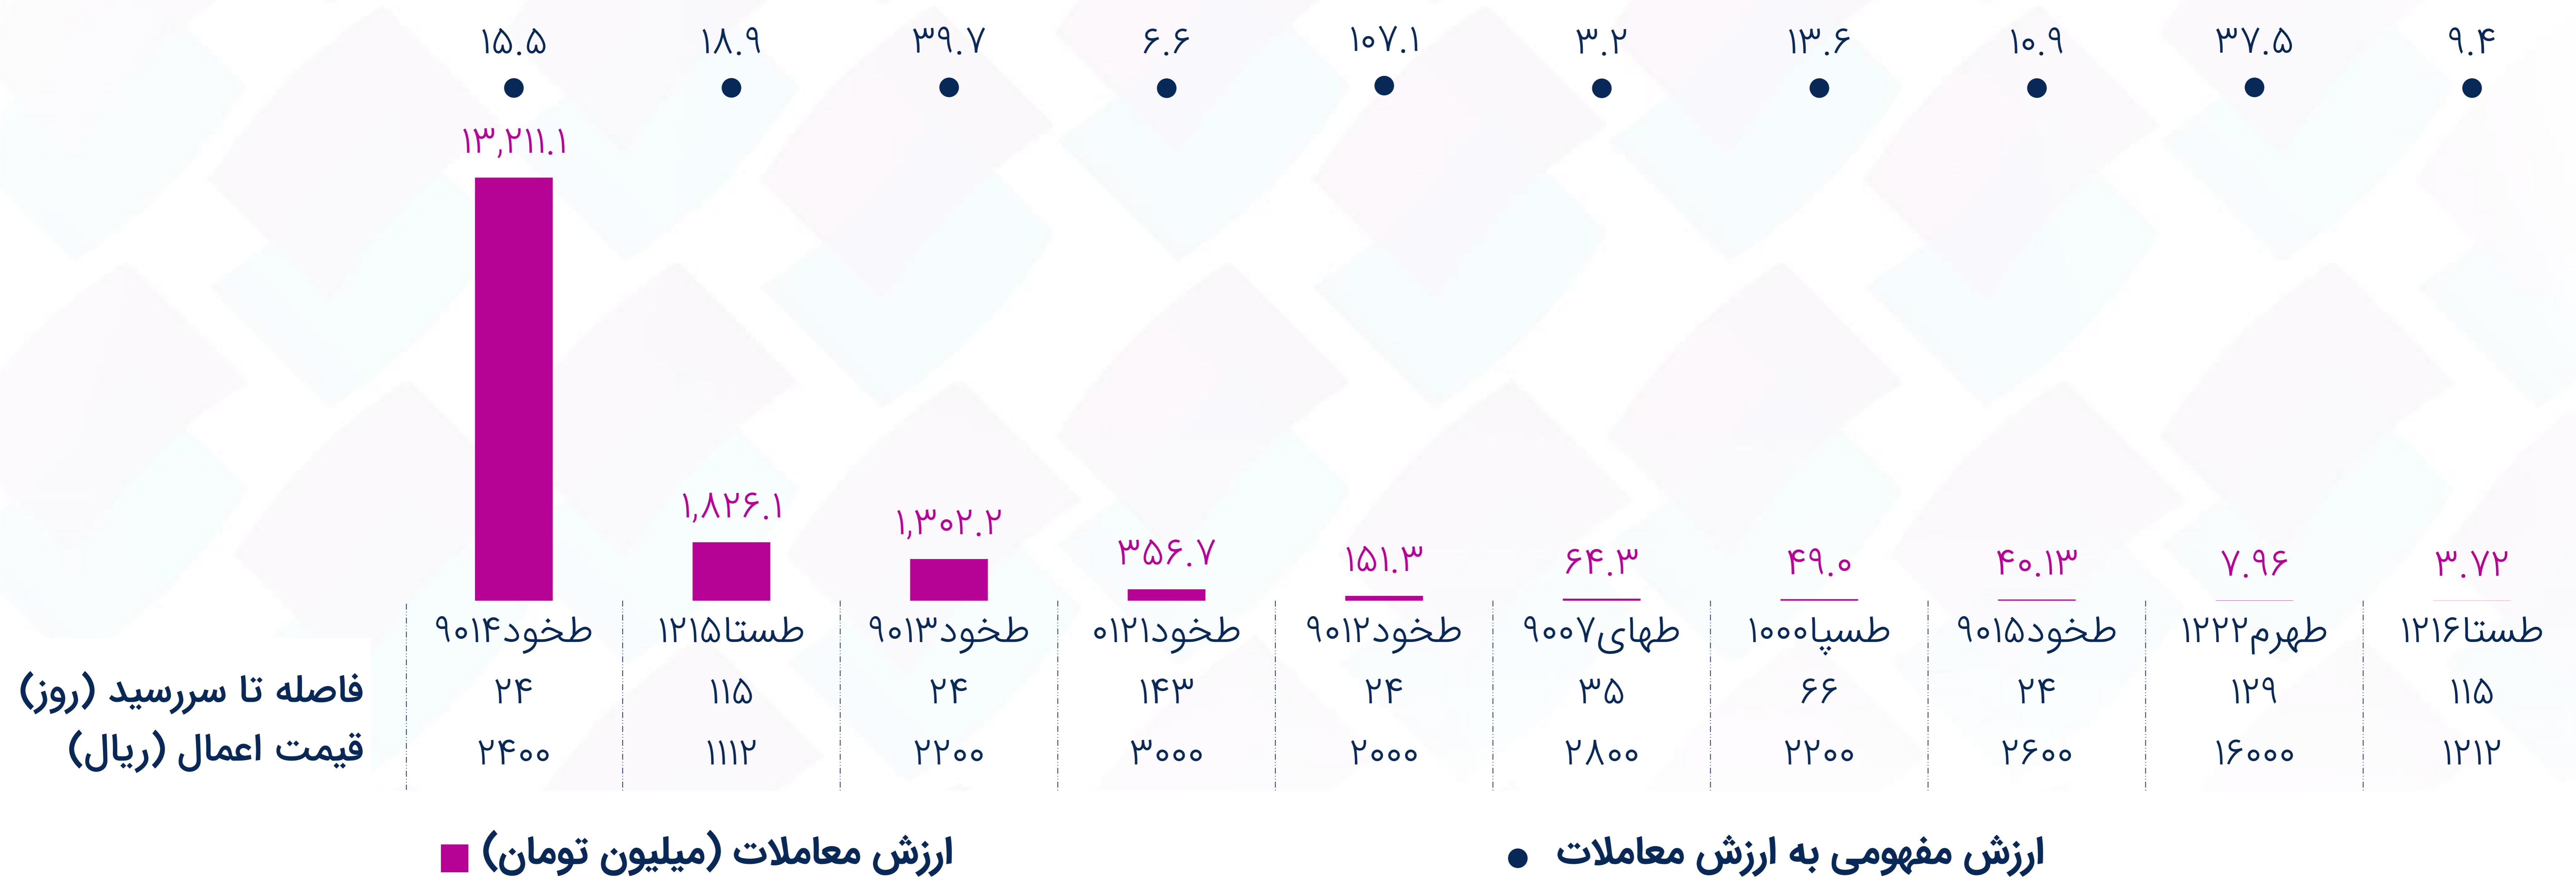 ۱۵.۵ ۱۸.۹ ۳۹.۷ ۶.۶ ۱۰۷.۱ ۳.۲ ۱۳.۶ ۱۰.۹ ۳۷.۵ ۹.۴
۱۳,۲۱۱.۱ ۱,۸۲۶.۱ ۱,۳۰۲.۲ ۳۵۶.۷ ۱۵۱.۳ ۶۴.۳ ۴۹.۰ ۴۰.۱۳ ۷.۹۶ ۳.۷۲
طخود۹۰۱۴ طستا۱۲۱۵ طخود۹۰۱۳ طخود۰۱۲۱ طخود۹۰۱۲ طهای۹۰۰۷ طسپا۱۰۰۰ طخود۹۰۱۵ طهرم۱۲۲۲ طستا۱۲۱۶
فاصله تا سررسید (روز) ۲۴ ۱۱۵ ۲۴ ۱۴۳ ۲۴ ۳۵ ۶۶ ۲۴ ۱۲۹ ۱۱۵
قیمت اعمال (ریال) ۲۴۰۰ ۱۱۱۲ ۲۲۰۰ ۳۰۰۰ ۲۰۰۰ ۲۸۰۰ ۲۲۰۰ ۲۶۰۰ ۱۶۰۰۰ ۱۲۱۲
ارزش مفهومی به ارزش معاملات
ارزش معاملات (میلیون تومان)